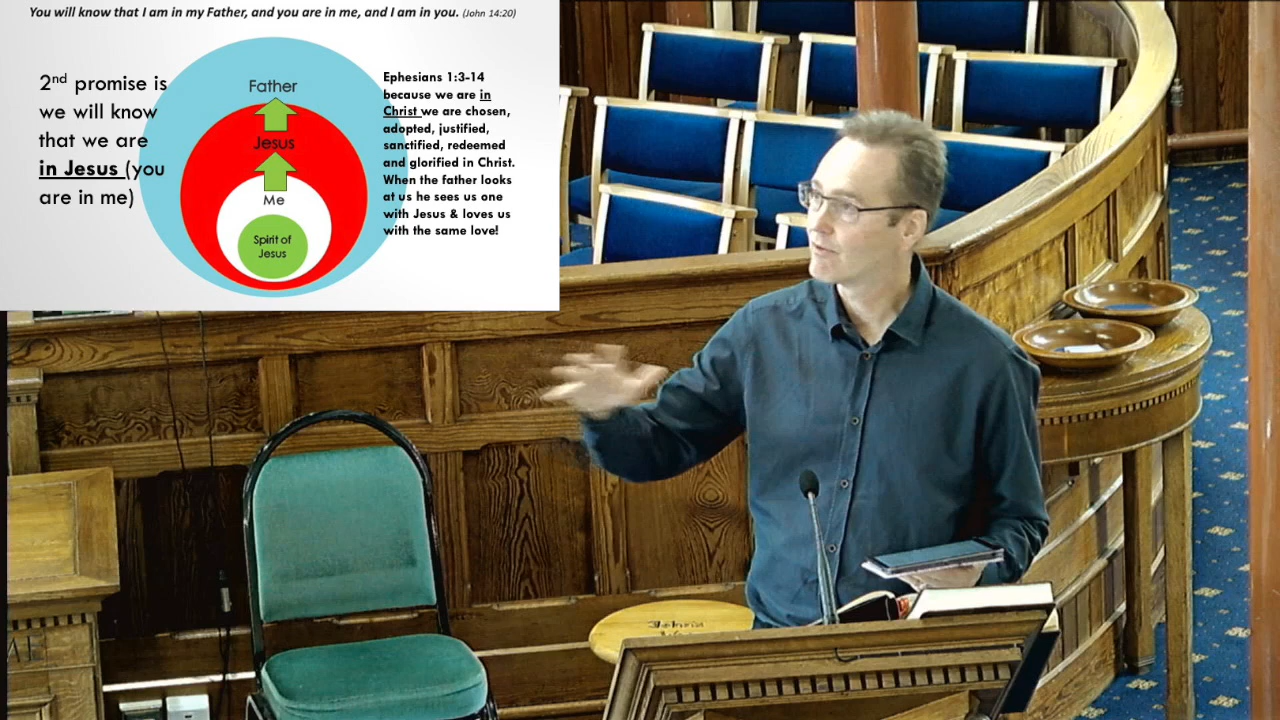 You will know that I am in my Father, and you are in me, and I am in you. (John 14:20)
2nd promise is
we will know
that we are
in Jesus (you
are in me)
Father
Jesus
Me
Spirit of
Jesus
Ephesians 1:3-14
because we are in
Christ we are chosen,
adopted, justified,
sanctified, redeemed
and glorified in Christ.
When the father looks
at us he sees us one
with Jesus & loves us
with the same love!